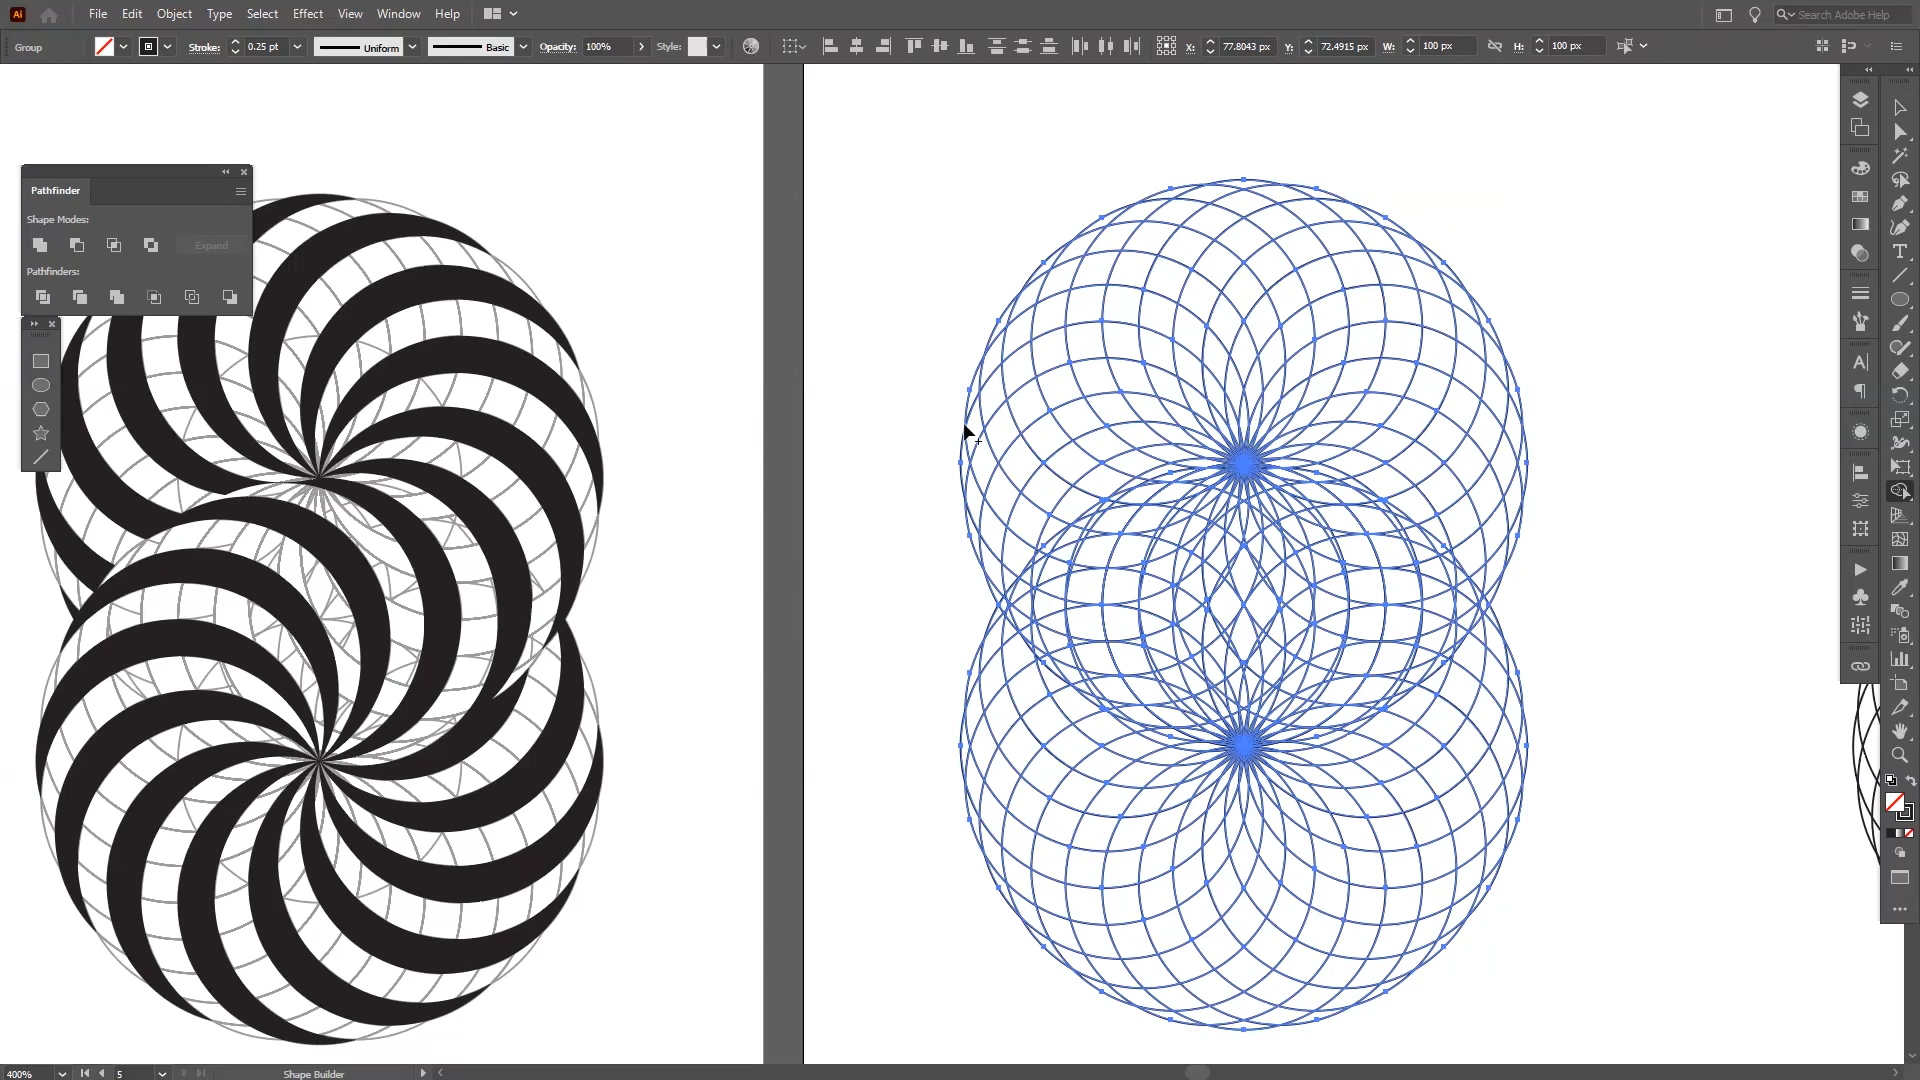 Ai File Edit Object Type Select Effect View Window Help Search Adobe Help
Group Stroke: 0.25 pt Uniform Basic Opacity: 100% Style: X: 77.8043 px Y: 72.4915 px W: 100 px H: 100 px
Pathfinder
Shape Modes:
Expand
Pathfinders:
400% 5 Shape Builder